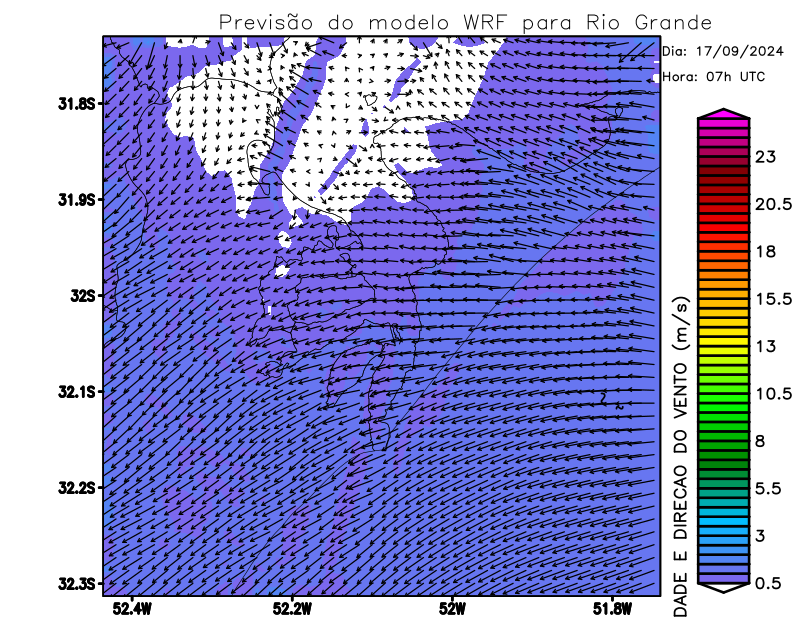 Previsão do modelo WRF para Rio Grande
Dia: 17/09/2024
Hora: 07h UTC
31.8S
31.9S
32S
32.1S
32.2S
32.3S
52.4W
52.2W
52W
51.8W
23
20.5
18
15.5
13
10.5
8
5.5
3
0.5
DADE E DIRECAO DO VENTO (m/s)